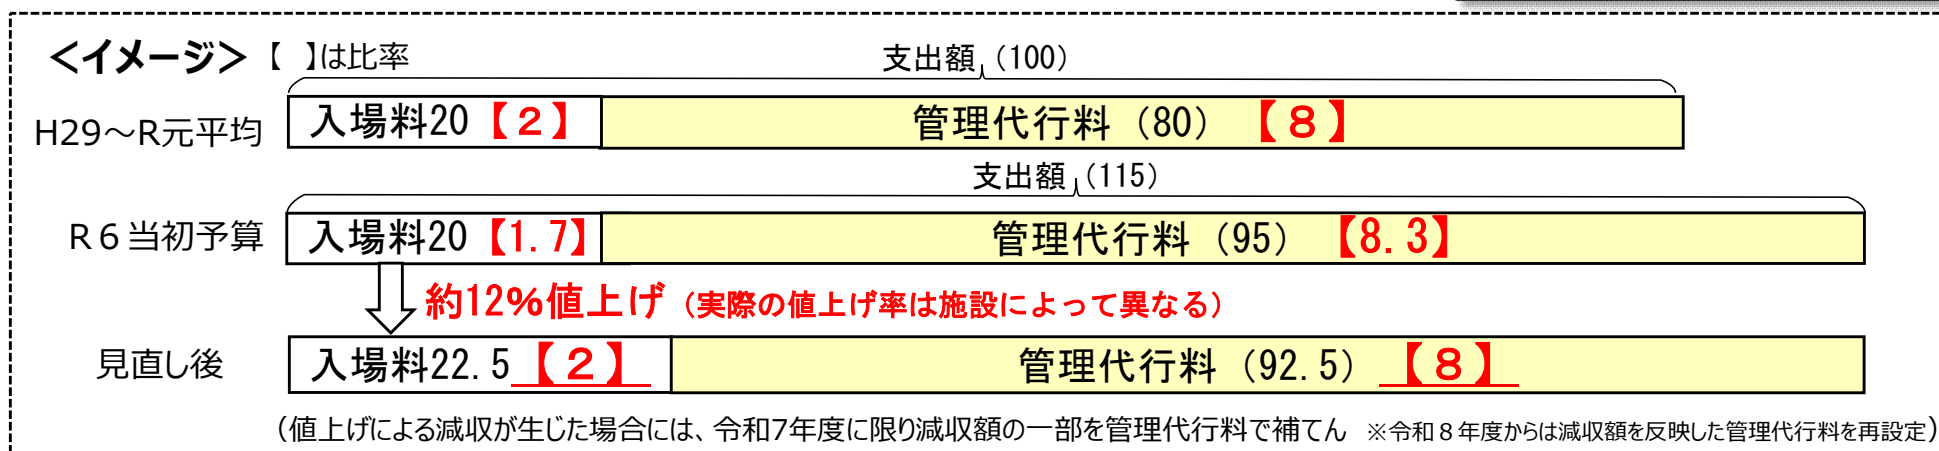 <イメージ>【 】は比率
支出額（100）
H29～R元平均 入場料20【２】 管理代行料（80）【８】
支出額（115）
R６当初予算 入場料20【1.7】 管理代行料（95）【8.3】
約12%値上げ（実際の値上げ率は施設によって異なる）
見直し後 入場料22.5【２】 管理代行料（92.5）【８】
（値上げによる減収が生じた場合には、令和7年度に限り減収額の一部を管理代行料で補てん ※令和８年度からは減収額を反映した管理代行料を再設定）